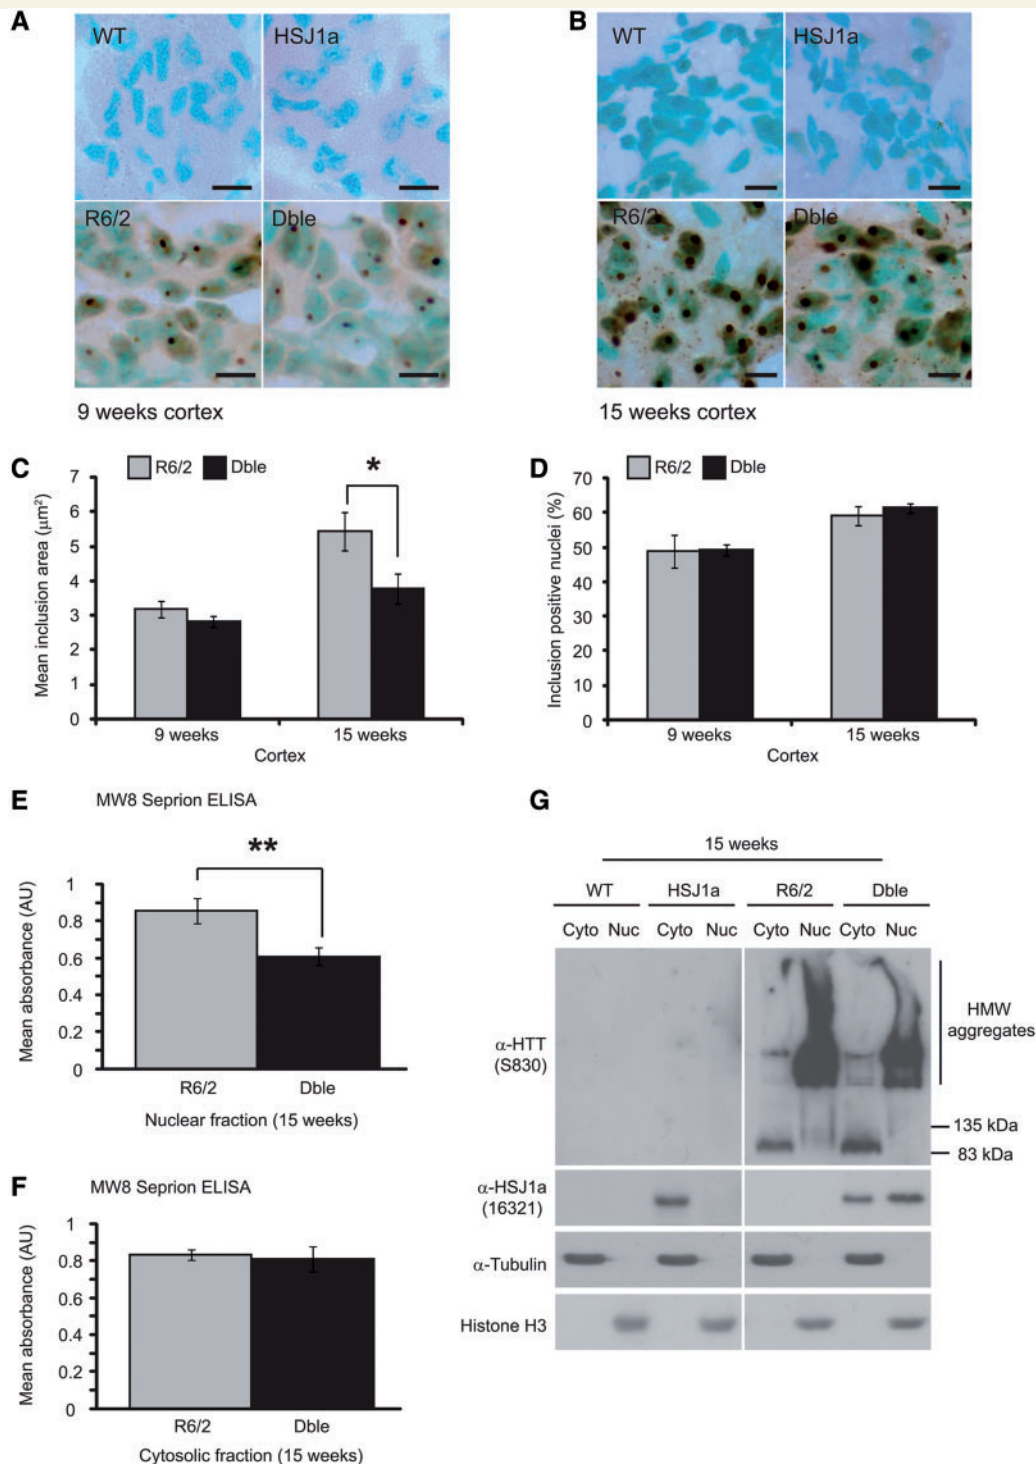 A
WT HSJ1a
R6/2 Dble
9 weeks cortex
B
WT HSJ1a
R6/2 Dble
15 weeks cortex
C
R6/2 Dble
*
Mean inclusion area (μm²)
7
6
5
4
3
2
1
0
9 weeks 15 weeks
Cortex
D
R6/2 Dble
Inclusion positive nuclei (%)
70
60
50
40
30
20
10
0
9 weeks 15 weeks
Cortex
E
MW8 Seprion ELISA
**
Mean absorbance (AU)
1
0.8
0.6
0.4
0.2
0
R6/2 Dble
Nuclear fraction (15 weeks)
F
MW8 Seprion ELISA
Mean absorbance (AU)
1
0.8
0.6
0.4
0.2
0
R6/2 Dble
Cytosolic fraction (15 weeks)
G
15 weeks
WT HSJ1a R6/2 Dble
Cyto Nuc Cyto Nuc Cyto Nuc Cyto Nuc
α-HTT
(S830)
HMW
aggregates
135 kDa
83 kDa
α-HSJ1a
(16321)
α-Tubulin
Histone H3